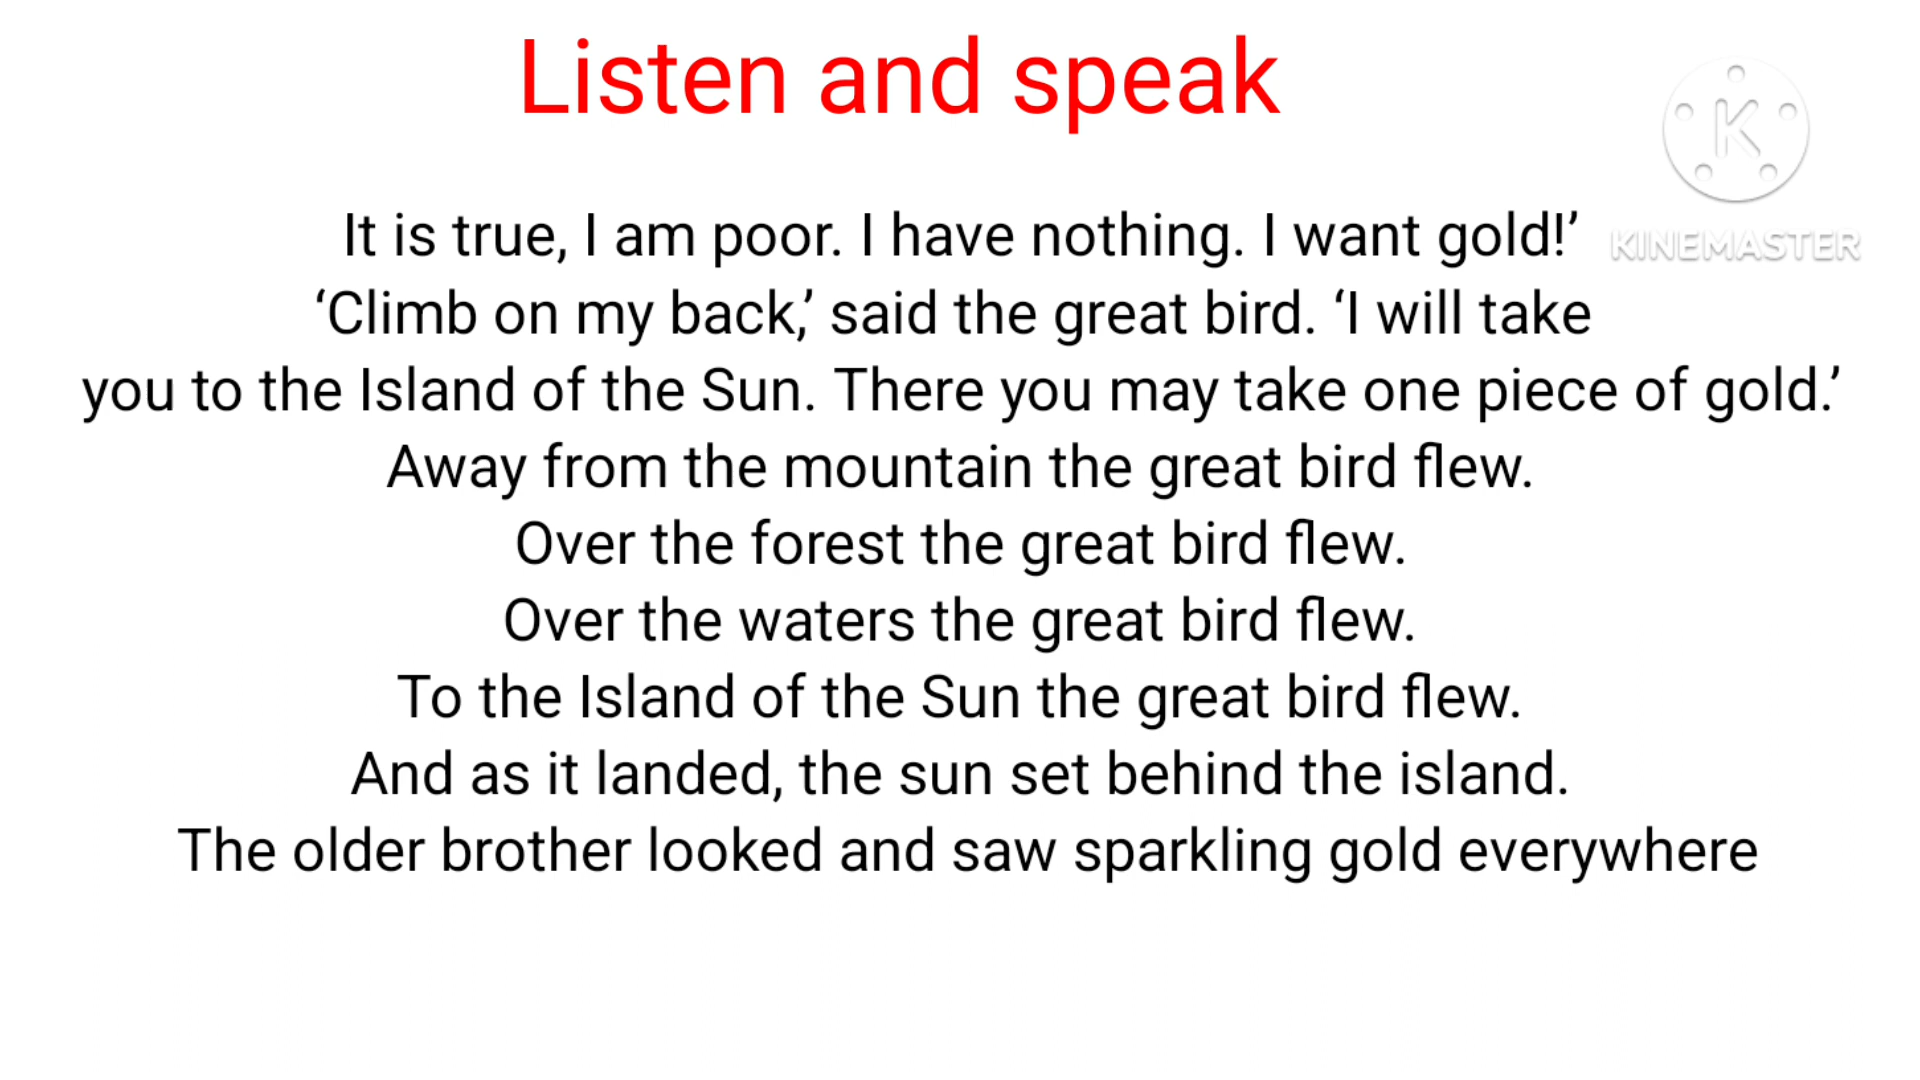 Listen and speak
K
KINEMASTER
It is true, I am poor. I have nothing. I want gold!’
‘Climb on my back,’ said the great bird. ‘I will take
you to the Island of the Sun. There you may take one piece of gold.’
Away from the mountain the great bird flew.
Over the forest the great bird flew.
Over the waters the great bird flew.
To the Island of the Sun the great bird flew.
And as it landed, the sun set behind the island.
The older brother looked and saw sparkling gold everywhere